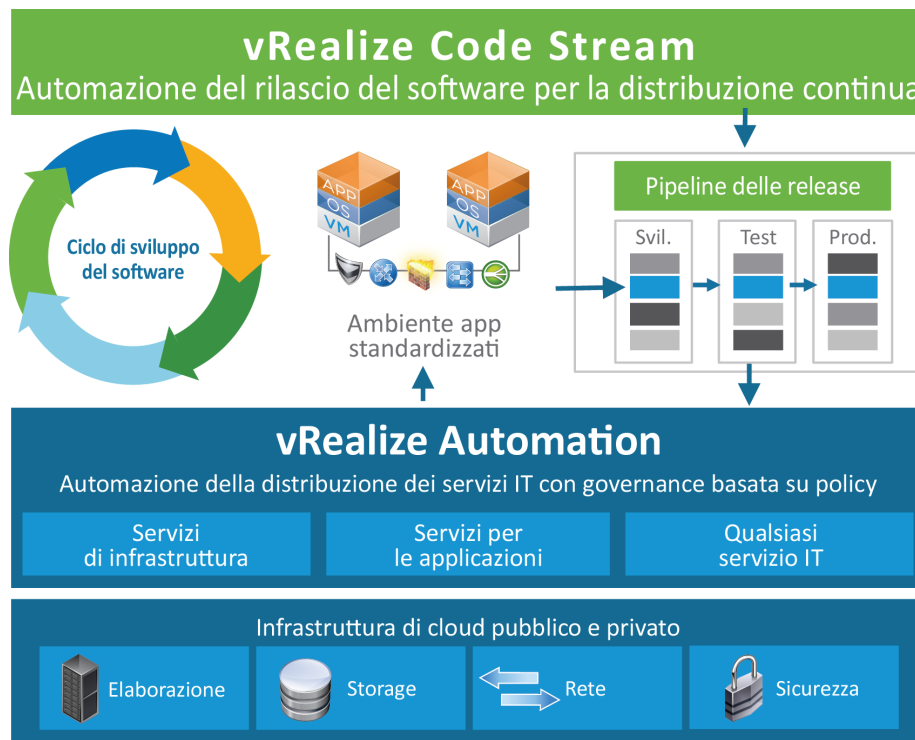 vRealize Code Stream
Automazione del rilascio del software per la distribuzione continua
Ciclo di sviluppo
del software
APP
OS
VM
APP
OS
VM
Ambiente app
standardizzati
Pipeline delle release
Svil.
Test
Prod.
vRealize Automation
Automazione della distribuzione dei servizi IT con governance basata su policy
Servizi
di infrastruttura
Servizi per
le applicazioni
Qualsiasi
servizio IT
Infrastruttura di cloud pubblico e privato
Elaborazione
Storage
Rete
Sicurezza